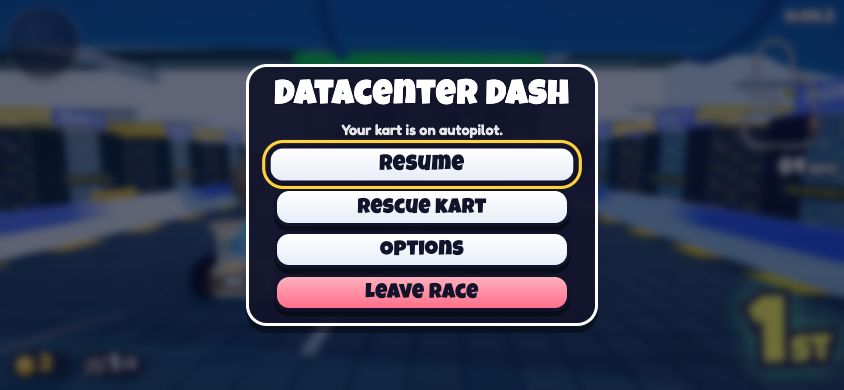 DATACENTER DASH
Your kart is on autopilot.
RESUME
RESCUE KART
OPTIONS
LEAVE RACE
1ST